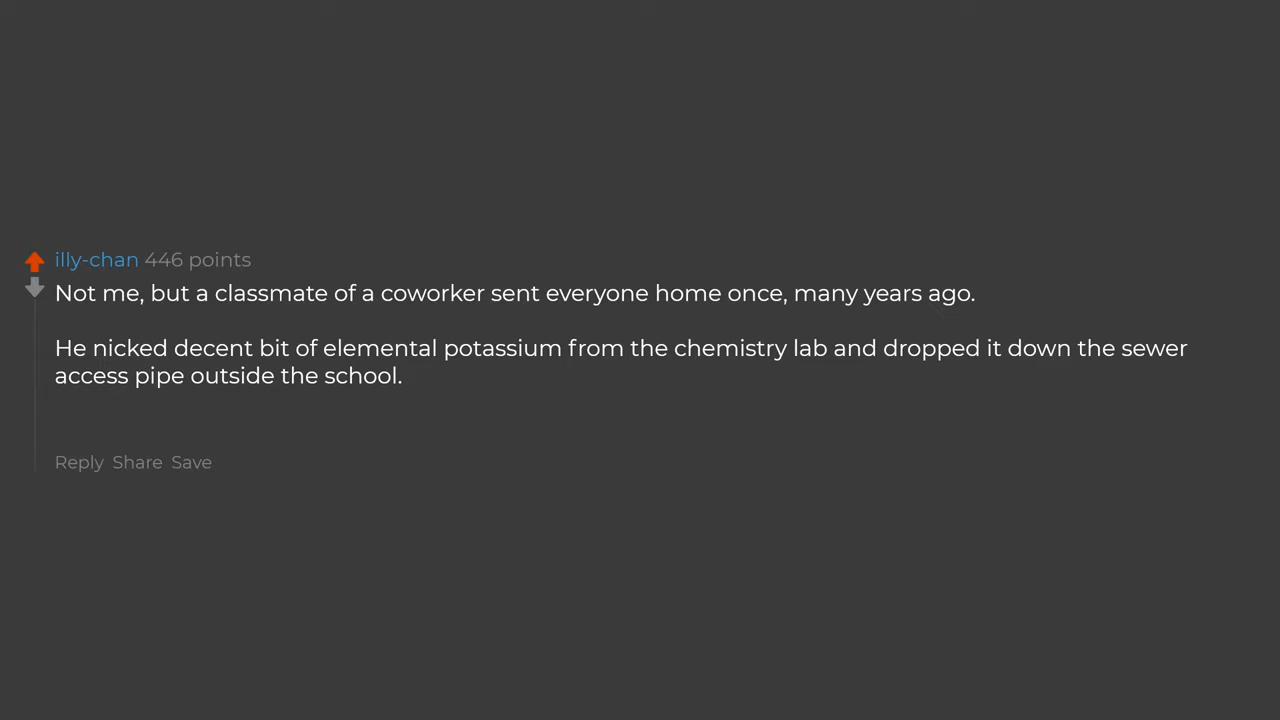 illy-chan 446 points
Not me, but a classmate of a coworker sent everyone home once, many years ago.
He nicked decent bit of elemental potassium from the chemistry lab and dropped it down the sewer
access pipe outside the school.
Reply Share Save